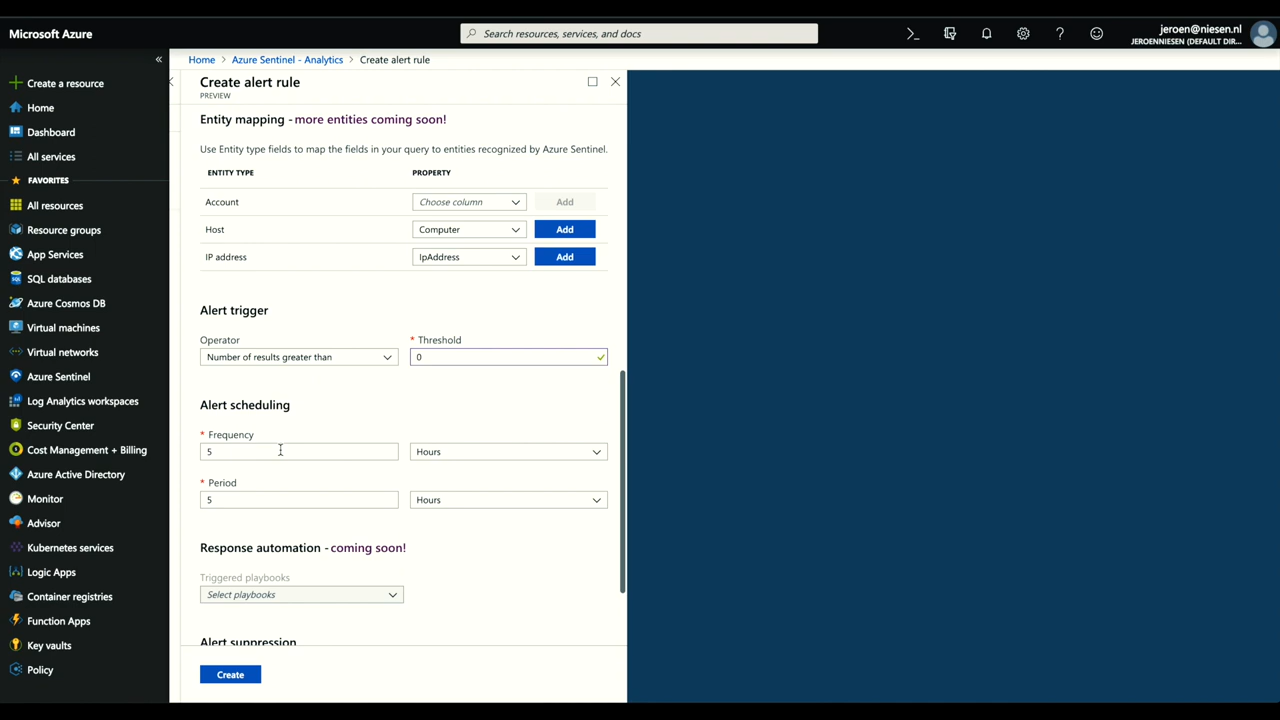 Microsoft Azure
Search resources, services, and docs
jeroen@niesen.nl
JEROENNIESEN (DEFAULT DIR...
«
Create a resource
Home
Dashboard
All services
FAVORITES
All resources
Resource groups
App Services
SQL databases
Azure Cosmos DB
Virtual machines
Virtual networks
Azure Sentinel
Log Analytics workspaces
Security Center
Cost Management + Billing
Azure Active Directory
Monitor
Advisor
Kubernetes services
Logic Apps
Container registries
Function Apps
Key vaults
Policy
Home > Azure Sentinel - Analytics > Create alert rule
Create alert rule
PREVIEW
Entity mapping - more entities coming soon!
Use Entity type fields to map the fields in your query to entities recognized by Azure Sentinel.
ENTITY TYPE PROPERTY
Account Choose column Add
Host Computer Add
IP address IpAddress Add
Alert trigger
Operator * Threshold
Number of results greater than 0
Alert scheduling
* Frequency
5 Hours
* Period
5 Hours
Response automation - coming soon!
Triggered playbooks
Select playbooks
Alert suppression
Create